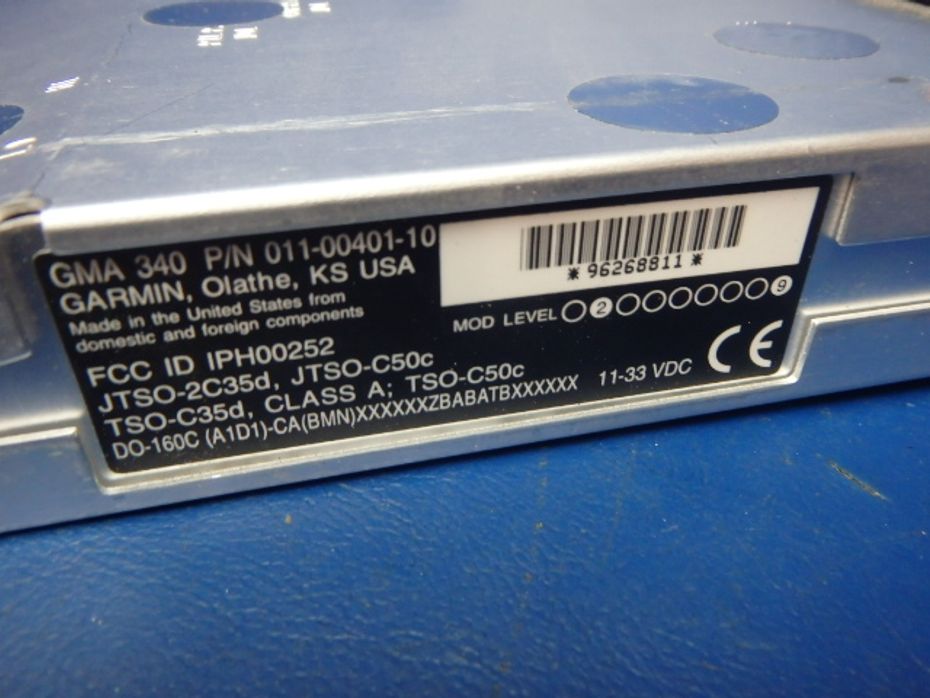 GMA 340 P/N 011-00401-10
GARMIN, Olathe, KS USA
Made in the United States from
domestic and foreign components
*96268811*
MOD LEVEL 2 9
FCC ID IPH00252
JTSO-2C35d, JTSO-C50c
TSO-C35d, CLASS A; TSO-C50c
11-33 VDC
CE
DO-160C (A1D1)-CA(BMN)XXXXXXZBABATBXXXXXX